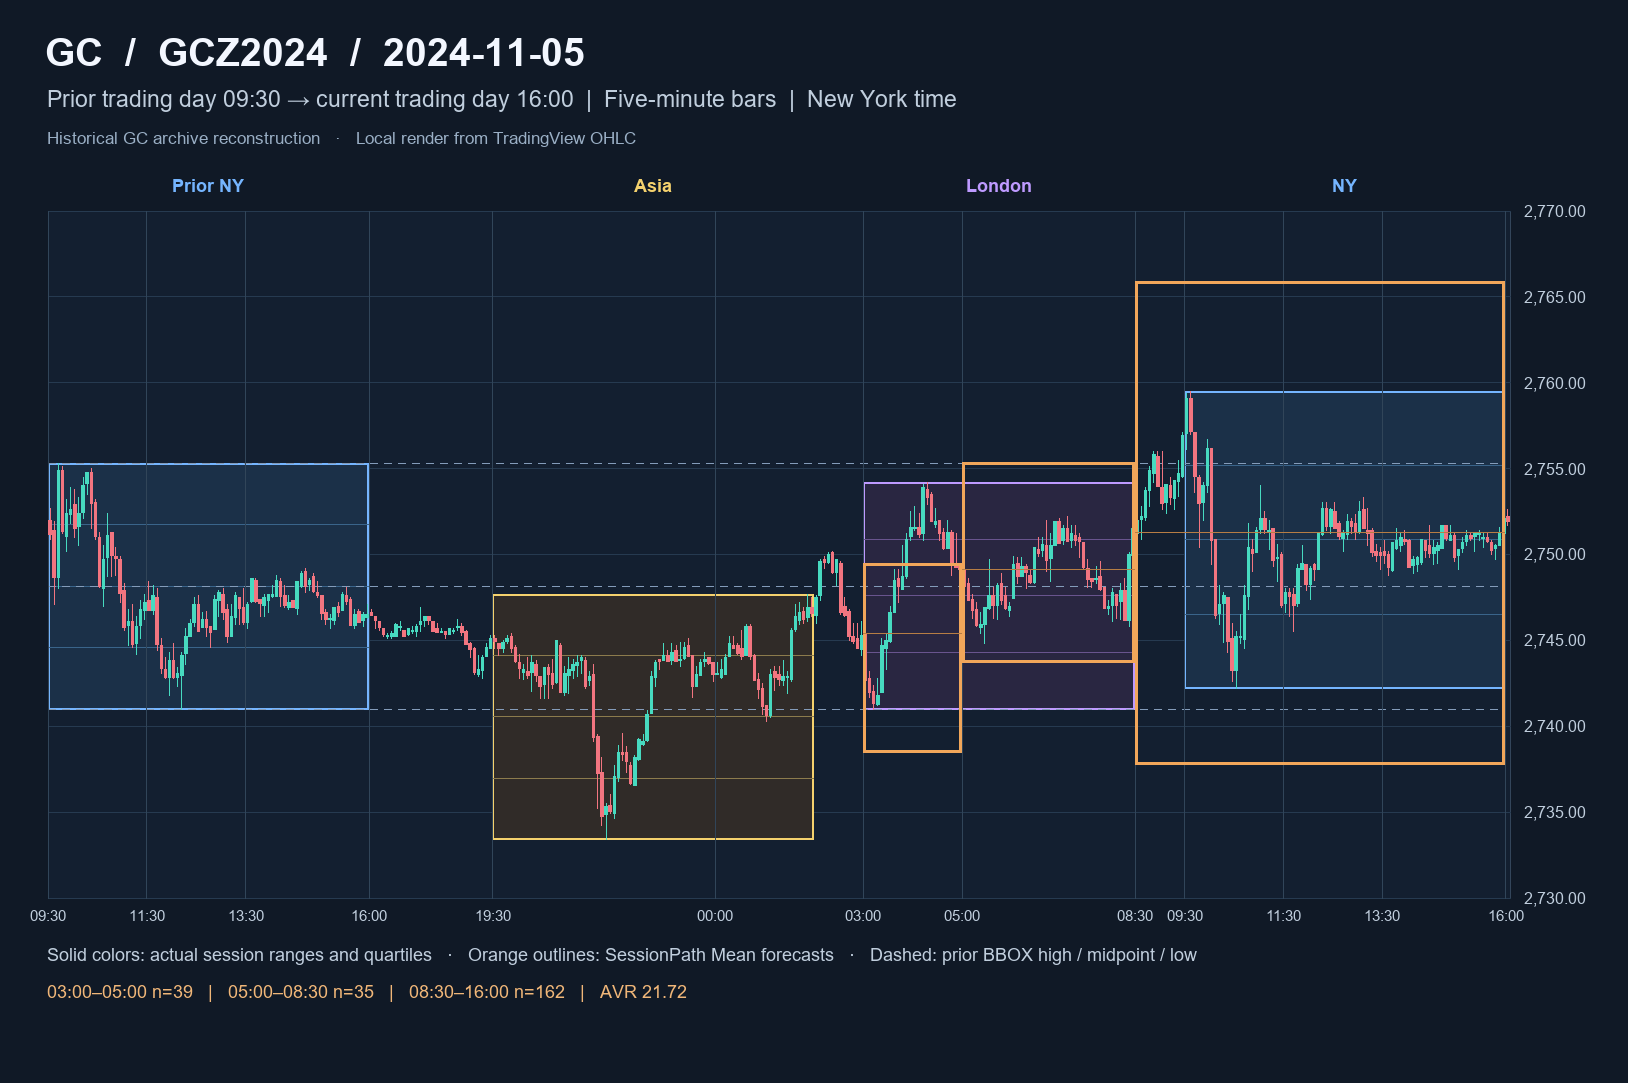 GC / GCZ2024 / 2024-11-05
Prior trading day 09:30 → current trading day 16:00 | Five-minute bars | New York time
Historical GC archive reconstruction · Local render from TradingView OHLC
Prior NY Asia London NY
2,770.00
2,765.00
2,760.00
2,755.00
2,750.00
2,745.00
2,740.00
2,735.00
2,730.00
09:30 11:30 13:30 16:00 19:30 00:00 03:00 05:00 08:30 09:30 11:30 13:30 16:00
Solid colors: actual session ranges and quartiles · Orange outlines: SessionPath Mean forecasts · Dashed: prior BBOX high / midpoint / low
03:00–05:00 n=39 | 05:00–08:30 n=35 | 08:30–16:00 n=162 | AVR 21.72